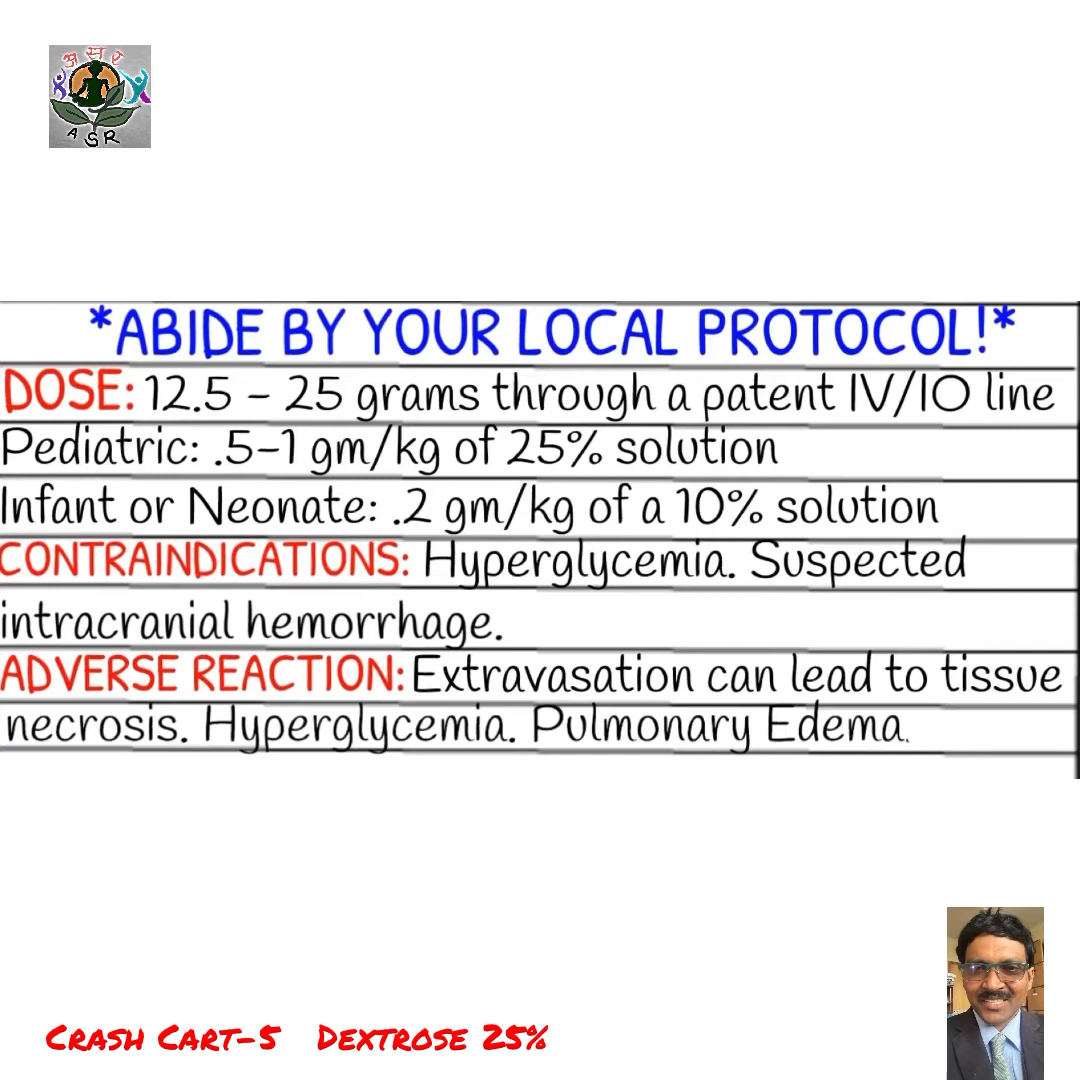 असर
ASR
*ABIDE BY YOUR LOCAL PROTOCOL!*
DOSE: 12.5 - 25 grams through a patent IV/IO line
Pediatric: .5-1 gm/kg of 25% solution
Infant or Neonate: .2 gm/kg of a 10% solution
CONTRAINDICATIONS: Hyperglycemia. Suspected
intracranial hemorrhage.
ADVERSE REACTION: Extravasation can lead to tissue
necrosis. Hyperglycemia. Pulmonary Edema.
CRASH CART-5 DEXTROSE 25%